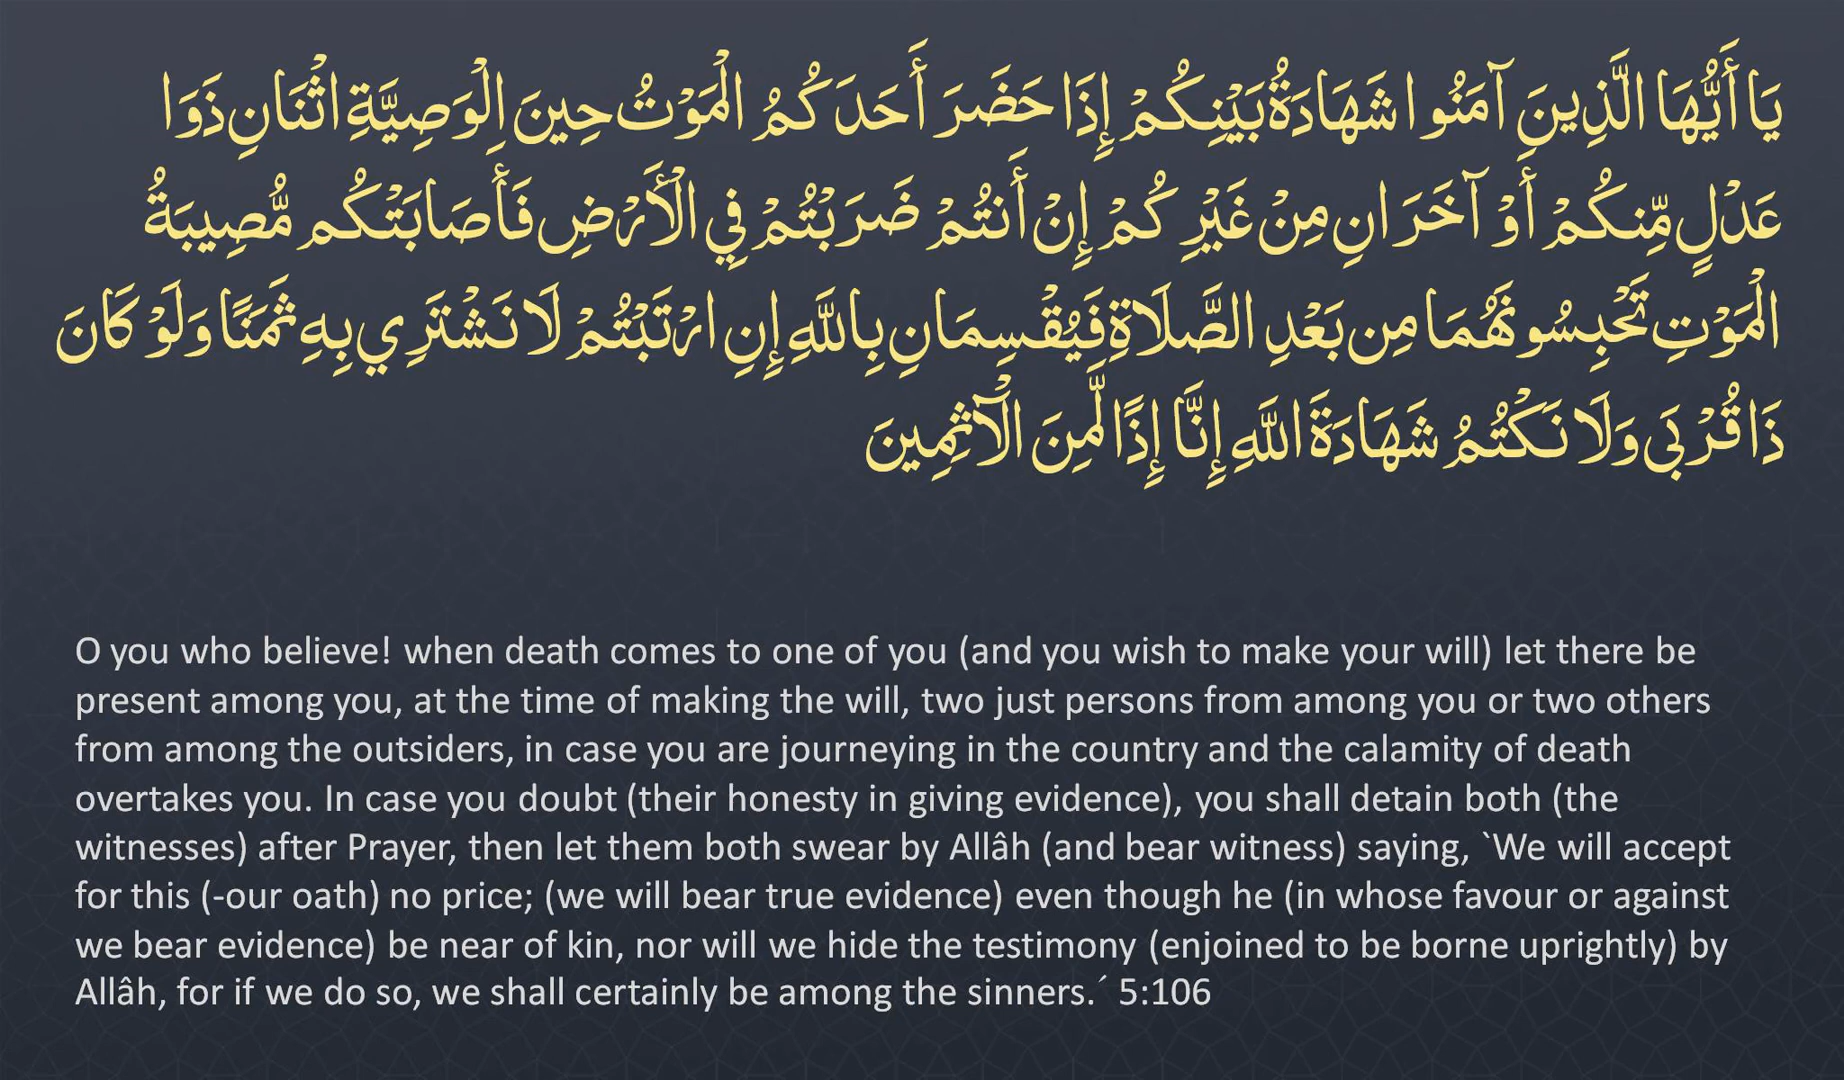 يَا أَيُّهَا الَّذِينَ آمَنُوا شَهَادَةُ بَيْنِكُمْ إِذَا حَضَرَ أَحَدَكُمُ الْمَوْتُ حِينَ الْوَصِيَّةِ اثْنَانِ ذَوَا
عَدْلٍ مِّنكُمْ أَوْ آخَرَانِ مِنْ غَيْرِكُمْ إِنْ أَنتُمْ ضَرَبْتُمْ فِي الْأَرْضِ فَأَصَابَتْكُم مُّصِيبَةُ
الْمَوْتِ تَحْبِسُونَهُمَا مِن بَعْدِ الصَّلَاةِ فَيُقْسِمَانِ بِاللَّهِ إِنِ ارْتَبْتُمْ لَا نَشْتَرِي بِهِ ثَمَنًا وَلَوْ كَانَ
ذَا قُرْبَىٰ وَلَا نَكْتُمُ شَهَادَةَ اللَّهِ إِنَّا إِذًا لَّمِنَ الْآثِمِينَ
O you who believe! when death comes to one of you (and you wish to make your will) let there be
present among you, at the time of making the will, two just persons from among you or two others
from among the outsiders, in case you are journeying in the country and the calamity of death
overtakes you. In case you doubt (their honesty in giving evidence), you shall detain both (the
witnesses) after Prayer, then let them both swear by Allâh (and bear witness) saying, `We will accept
for this (-our oath) no price; (we will bear true evidence) even though he (in whose favour or against
we bear evidence) be near of kin, nor will we hide the testimony (enjoined to be borne uprightly) by
Allâh, for if we do so, we shall certainly be among the sinners.´ 5:106